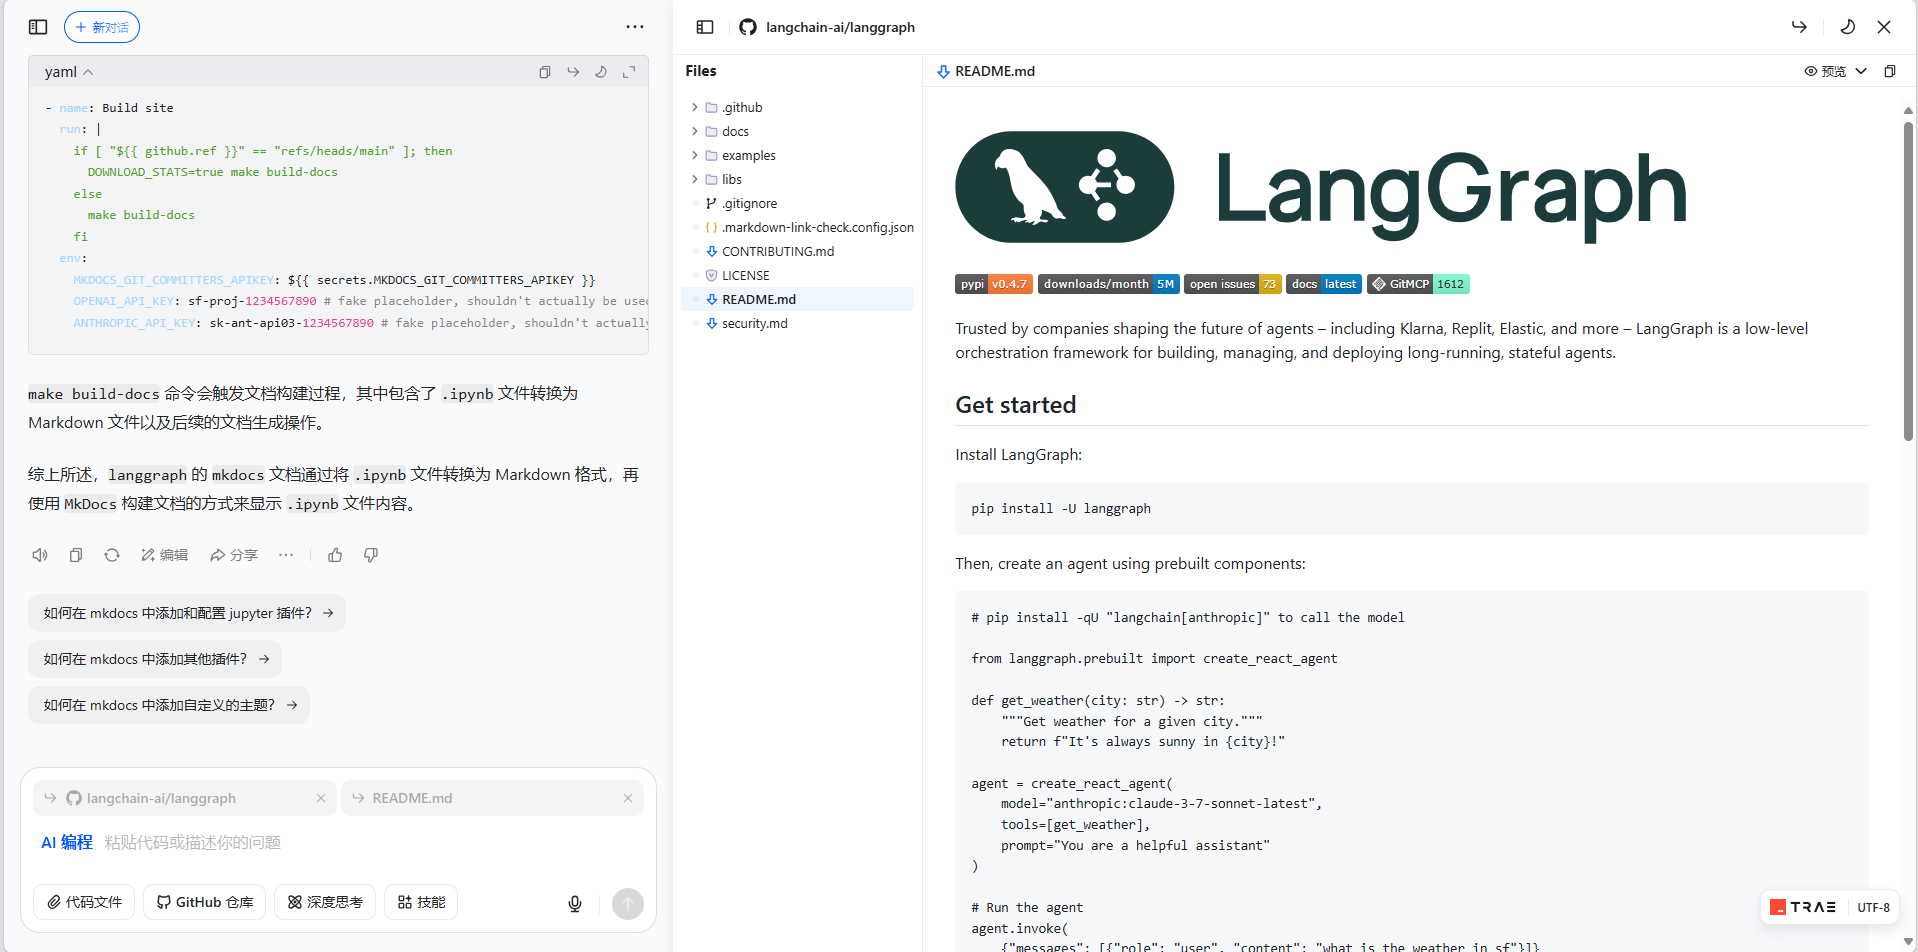 新对话
yaml
- name: Build site
run: |
if [ "${{ github.ref }}" == "refs/heads/main" ]; then
DOWNLOAD_STATS=true make build-docs
else
make build-docs
fi
env:
MKDOCS_GIT_COMMITTERS_APIKEY: ${{ secrets.MKDOCS_GIT_COMMITTERS_APIKEY }}
OPENAI_API_KEY: sf-proj-1234567890 # fake placeholder, shouldn't actually be used
ANTHROPIC_API_KEY: sk-ant-api03-1234567890 # fake placeholder, shouldn't actually
make build-docs 命令会触发文档构建过程，其中包含了 .ipynb 文件转换为
Markdown 文件以及后续的文档生成操作。
综上所述，langgraph 的 mkdocs 文档通过将 .ipynb 文件转换为 Markdown 格式，再
使用 MkDocs 构建文档的方式来显示 .ipynb 文件内容。
编辑 分享
如何在 mkdocs 中添加和配置 jupyter 插件？ →
如何在 mkdocs 中添加其他插件？ →
如何在 mkdocs 中添加自定义的主题？ →
langchain-ai/langgraph README.md
AI 编程 粘贴代码或描述你的问题
代码文件 GitHub 仓库 深度思考 技能
langchain-ai/langgraph
Files
.github
docs
examples
libs
.gitignore
.markdown-link-check.config.json
CONTRIBUTING.md
LICENSE
README.md
security.md
README.md 预览
LangGraph
pypi v0.4.7 downloads/month 5M open issues 73 docs latest GitMCP 1612
Trusted by companies shaping the future of agents – including Klarna, Replit, Elastic, and more – LangGraph is a low-level
orchestration framework for building, managing, and deploying long-running, stateful agents.
Get started
Install LangGraph:
pip install -U langgraph
Then, create an agent using prebuilt components:
# pip install -qU "langchain[anthropic]" to call the model
from langgraph.prebuilt import create_react_agent
def get_weather(city: str) -> str:
"""Get weather for a given city."""
return f"It's always sunny in {city}!"
agent = create_react_agent(
model="anthropic:claude-3-7-sonnet-latest",
tools=[get_weather],
prompt="You are a helpful assistant"
)
# Run the agent
agent.invoke(
{"messages": [{"role": "user", "content": "what is the weather in sf"}]}
TRAE UTF-8